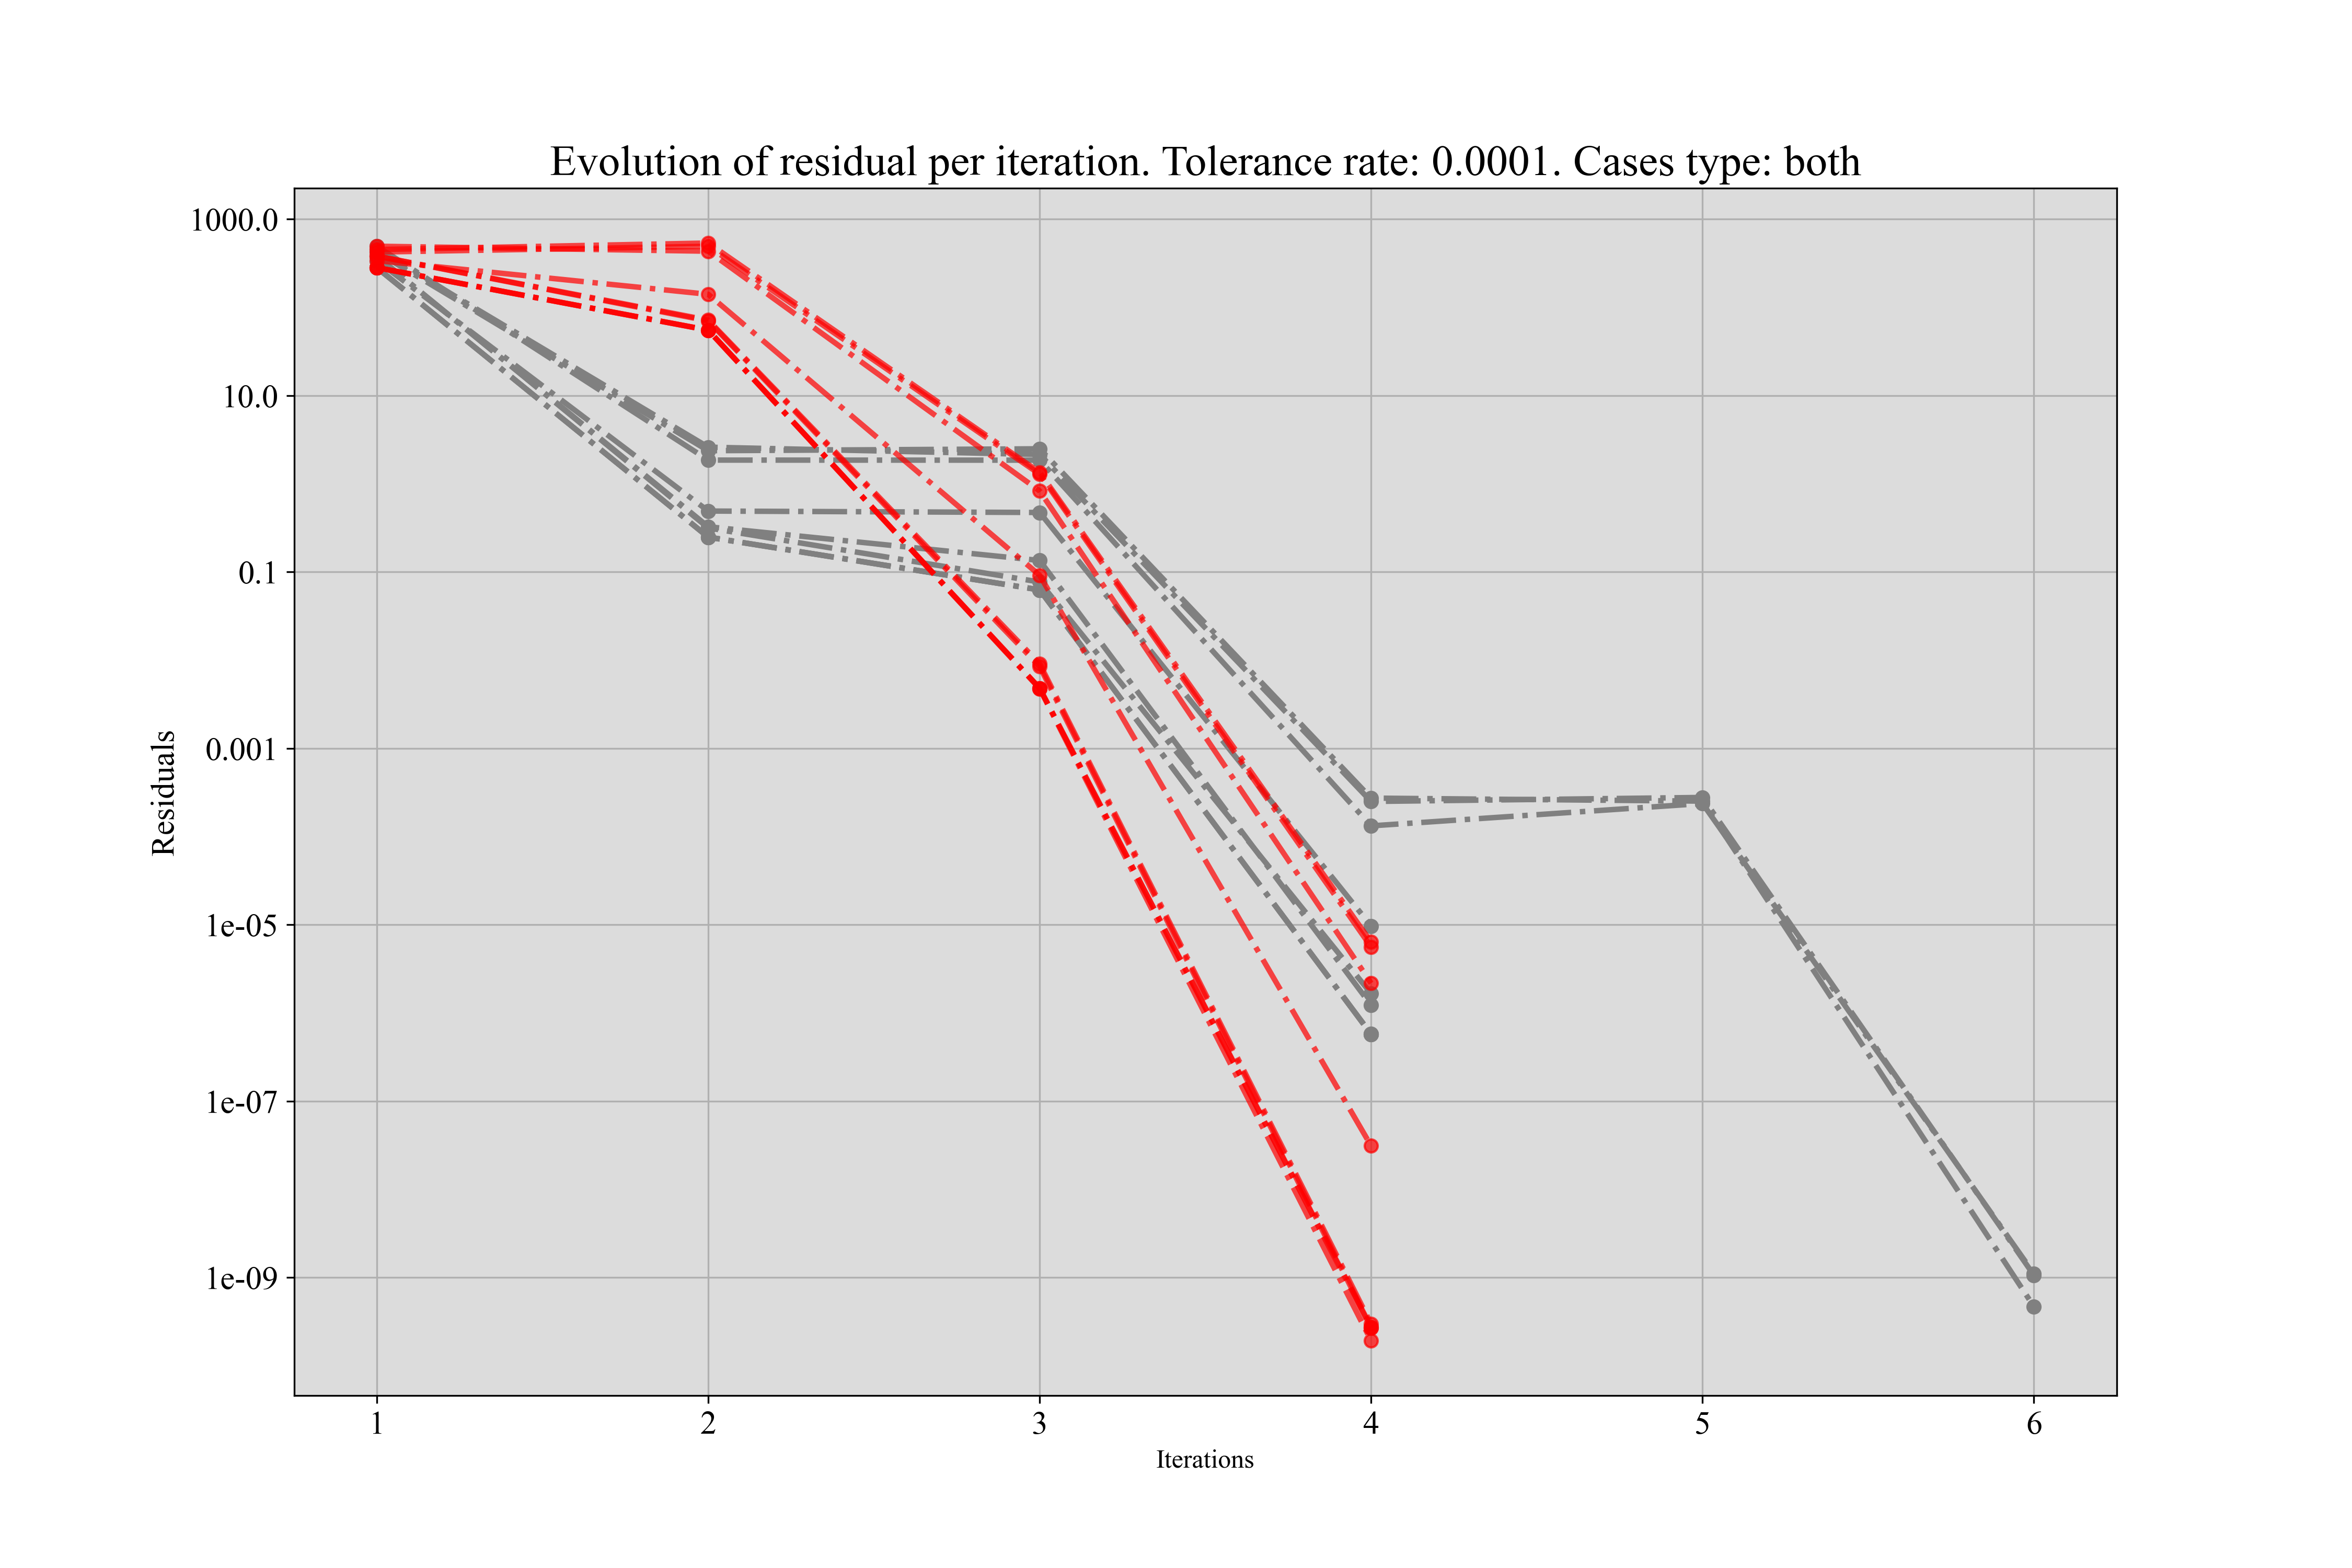 Evolution of residual per iteration. Tolerance rate: 0.0001. Cases type: both
1000.0
10.0
0.1
0.001
1e-05
1e-07
1e-09
Residuals
1 2 3 4 5 6
Iterations